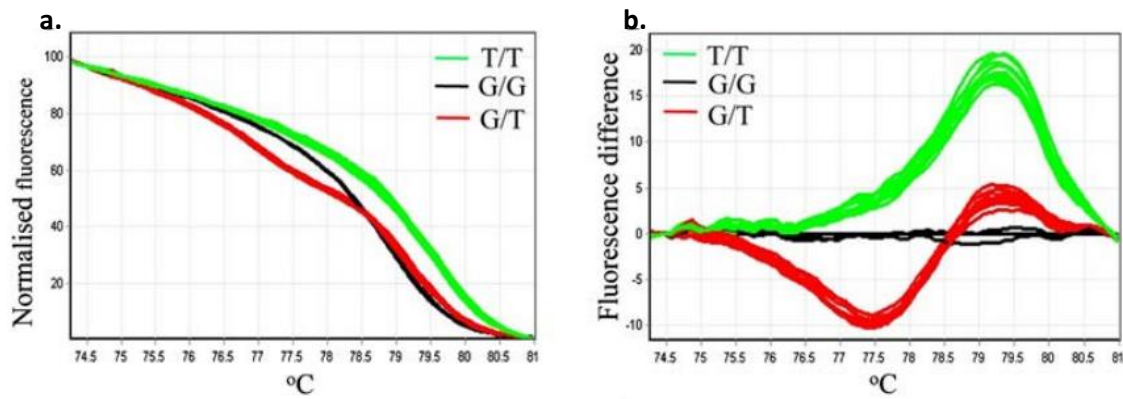 a.
Normalised fluorescence
100
80
60
40
20
T/T
G/G
G/T
74.5 75 75.5 76 76.5 77 77.5 78 78.5 79 79.5 80 80.5 81
ºC
b.
Fluorescence difference
20
15
10
5
0
-5
-10
T/T
G/G
G/T
74.5 75 75.5 76 76.5 77 77.5 78 78.5 79 79.5 80 80.5 81
ºC